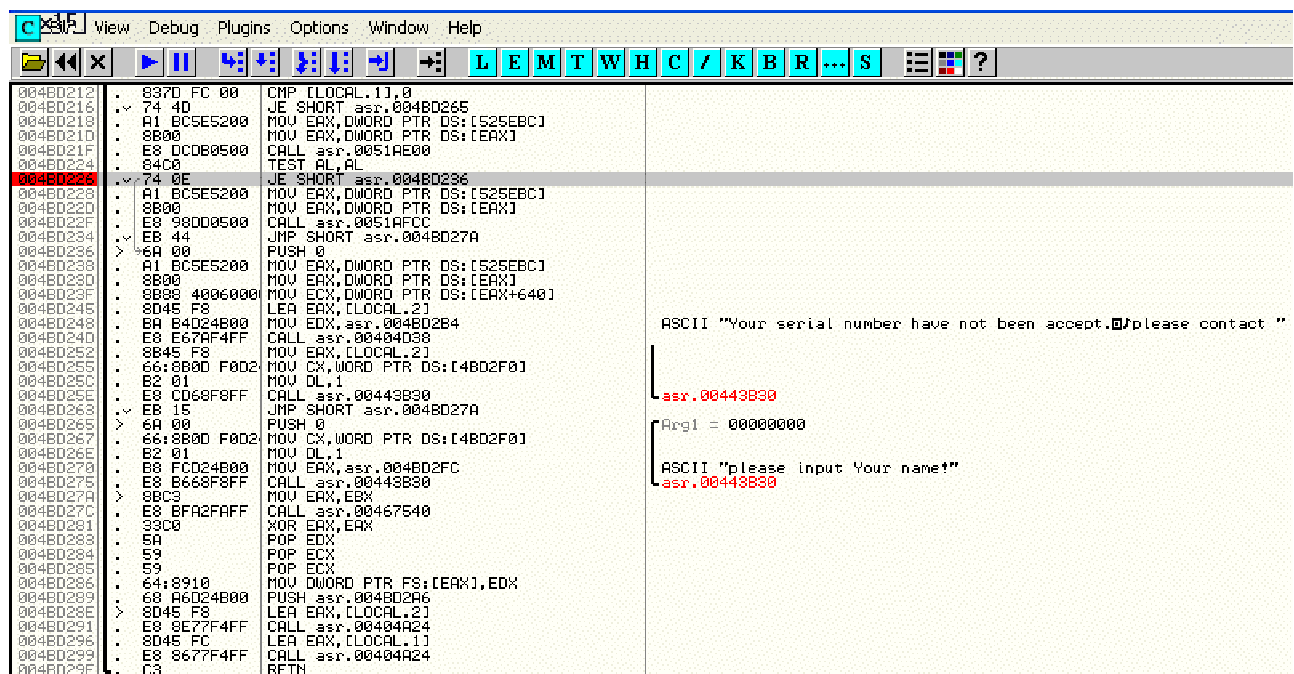 C View Debug Plugins Options Window Help
L E M T W H C / K B R ... S ?
004BD212 . 837D FC 00 CMP [LOCAL.1],0
004BD216 . 74 4D JE SHORT asr.004BD265
004BD218 . A1 BC5E5200 MOV EAX,DWORD PTR DS:[525EBC]
004BD21D . 8B00 MOV EAX,DWORD PTR DS:[EAX]
004BD21F . E8 DCDB0500 CALL asr.0051AE00
004BD224 . 84C0 TEST AL,AL
004BD226 . 74 0E JE SHORT asr.004BD236
004BD228 . A1 BC5E5200 MOV EAX,DWORD PTR DS:[525EBC]
004BD22D . 8B00 MOV EAX,DWORD PTR DS:[EAX]
004BD22F . E8 98DD0500 CALL asr.0051AFCC
004BD234 . EB 44 JMP SHORT asr.004BD27A
004BD236 > 6A 00 PUSH 0
004BD238 . A1 BC5E5200 MOV EAX,DWORD PTR DS:[525EBC]
004BD23D . 8B00 MOV EAX,DWORD PTR DS:[EAX]
004BD23F . 8B88 4006000 MOV ECX,DWORD PTR DS:[EAX+640]
004BD245 . 8D45 F8 LEA EAX,[LOCAL.2]
004BD248 . BA B4D24B00 MOV EDX,asr.004BD2B4 ASCII "Your serial number have not been accept.◙♪please contact "
004BD24D . E8 E67AF4FF CALL asr.00404D38
004BD252 . 8B45 F8 MOV EAX,[LOCAL.2]
004BD255 . 66:8B0D F0D2 MOV CX,WORD PTR DS:[4BD2F0]
004BD25C . B2 01 MOV DL,1
004BD25E . E8 CD68F8FF CALL asr.00443B30 asr.00443B30
004BD263 . EB 15 JMP SHORT asr.004BD27A
004BD265 > 6A 00 PUSH 0 Arg1 = 00000000
004BD267 . 66:8B0D F0D2 MOV CX,WORD PTR DS:[4BD2F0]
004BD26E . B2 01 MOV DL,1
004BD270 . B8 FCD24B00 MOV EAX,asr.004BD2FC ASCII "please input Your name!"
004BD275 . E8 B668F8FF CALL asr.00443B30 asr.00443B30
004BD27A > 8BC3 MOV EAX,EBX
004BD27C . E8 BFA2FAFF CALL asr.00467540
004BD281 . 33C0 XOR EAX,EAX
004BD283 . 5A POP EDX
004BD284 . 59 POP ECX
004BD285 . 59 POP ECX
004BD286 . 64:8910 MOV DWORD PTR FS:[EAX],EDX
004BD289 . 68 A6D24B00 PUSH asr.004BD2A6
004BD28E > 8D45 F8 LEA EAX,[LOCAL.2]
004BD291 . E8 8E77F4FF CALL asr.00404A24
004BD296 . 8D45 FC LEA EAX,[LOCAL.1]
004BD299 . E8 8677F4FF CALL asr.00404A24
004BD29E . C3 RETN